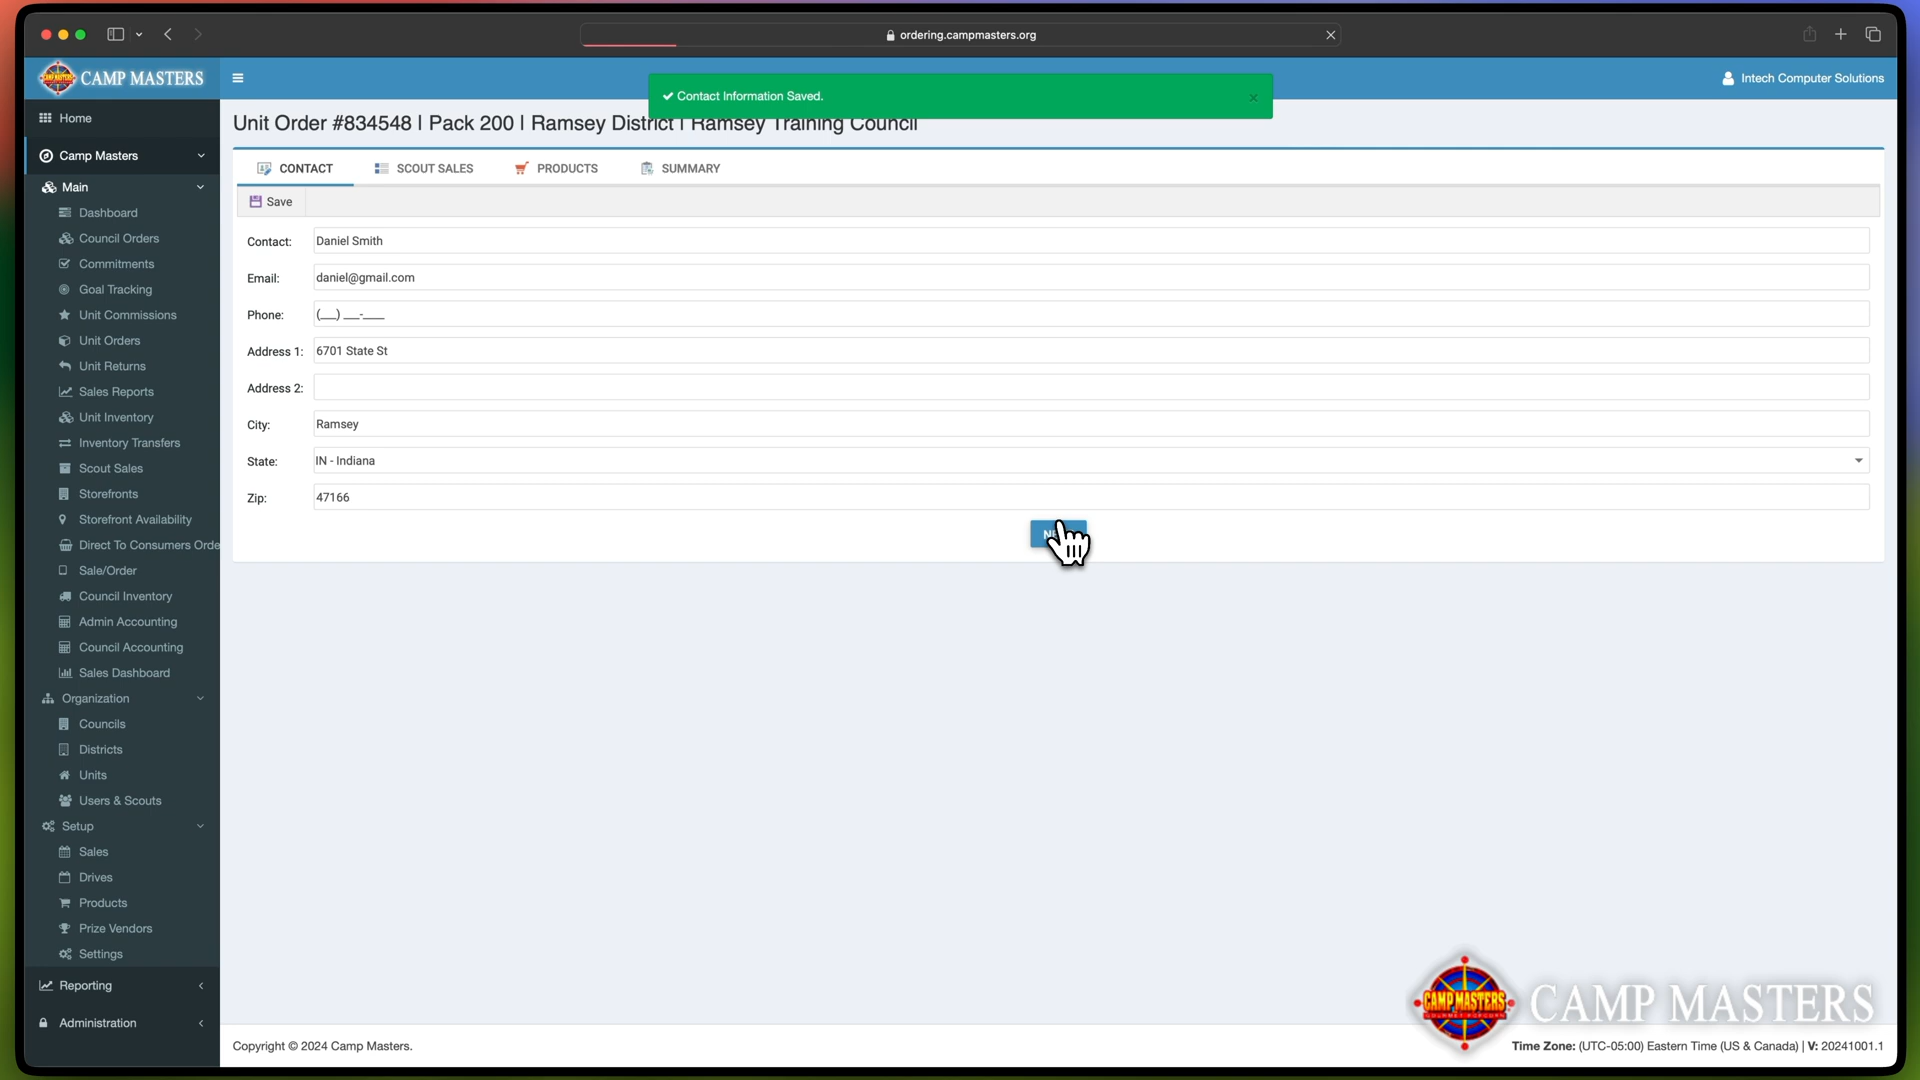 ordering.campmasters.org
CAMP MASTERS
Intech Computer Solutions
Contact Information Saved.
Unit Order #834548 | Pack 200 | Ramsey District | Ramsey Training Council
Home
Camp Masters
Main
Dashboard
Council Orders
Commitments
Goal Tracking
Unit Commissions
Unit Orders
Unit Returns
Sales Reports
Unit Inventory
Inventory Transfers
Scout Sales
Storefronts
Storefront Availability
Direct To Consumers Orde
Sale/Order
Council Inventory
Admin Accounting
Council Accounting
Sales Dashboard
Organization
Councils
Districts
Units
Users & Scouts
Setup
Sales
Drives
Products
Prize Vendors
Settings
Reporting
Administration
CONTACT
SCOUT SALES
PRODUCTS
SUMMARY
Save
Contact: Daniel Smith
Email: daniel@gmail.com
Phone: (___) ___-____
Address 1: 6701 State St
Address 2:
City: Ramsey
State: IN - Indiana
Zip: 47166
CAMP MASTERS
GOURMET POPCORN
CAMP MASTERS
Copyright © 2024 Camp Masters.
Time Zone: (UTC-05:00) Eastern Time (US & Canada) | V: 20241001.1